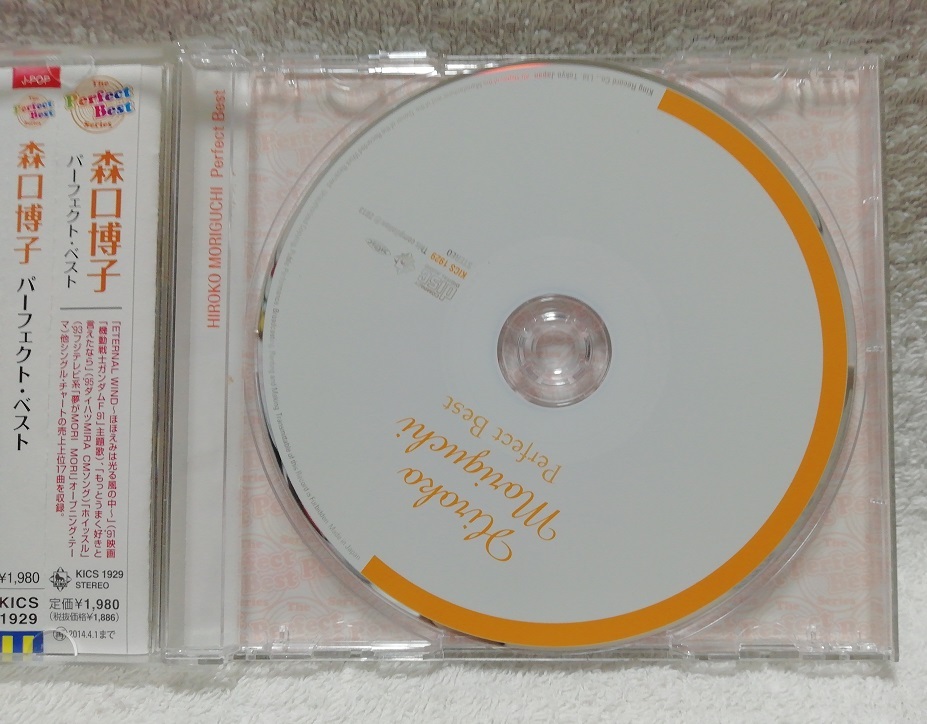 J-POP
The
Perfect
Best
Series
森口博子
パーフェクト・ベスト
¥1,980
KICS
1929
The
Perfect
Best
Series
森口博子
パーフェクト・ベスト
「ETERNAL WIND～ほほえみは光る風の中～」('91映画
「機動戦士ガンダムF91」主題歌)、「もっとうまく好きと
言えたなら」('95ダイハツMIRA CMソング)「ホイッスル」
('93フジテレビ系「夢がMORI MORI」オープニング・テー
マ)他シングル・チャートの売上上位17曲を収録。
KICS 1929
STEREO
定価¥1,980
(税抜価格¥1,886)
再 2014.4.1まで
HIROKO MORIGUCHI Perfect Best
Hiroko
Moriguchi
Perfect Best
KICS 1929
STEREO